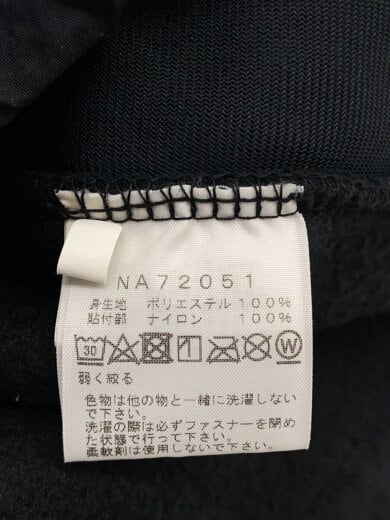 NA72051
身生地 ポリエステル 100%
貼付部 ナイロン 100%
30 W
弱く絞る
色物は他の物と一緒に洗濯しない
で下さい。
洗濯の際は必ずファスナーを閉め
た状態で行って下さい。
柔軟剤は使用しないで下さい。